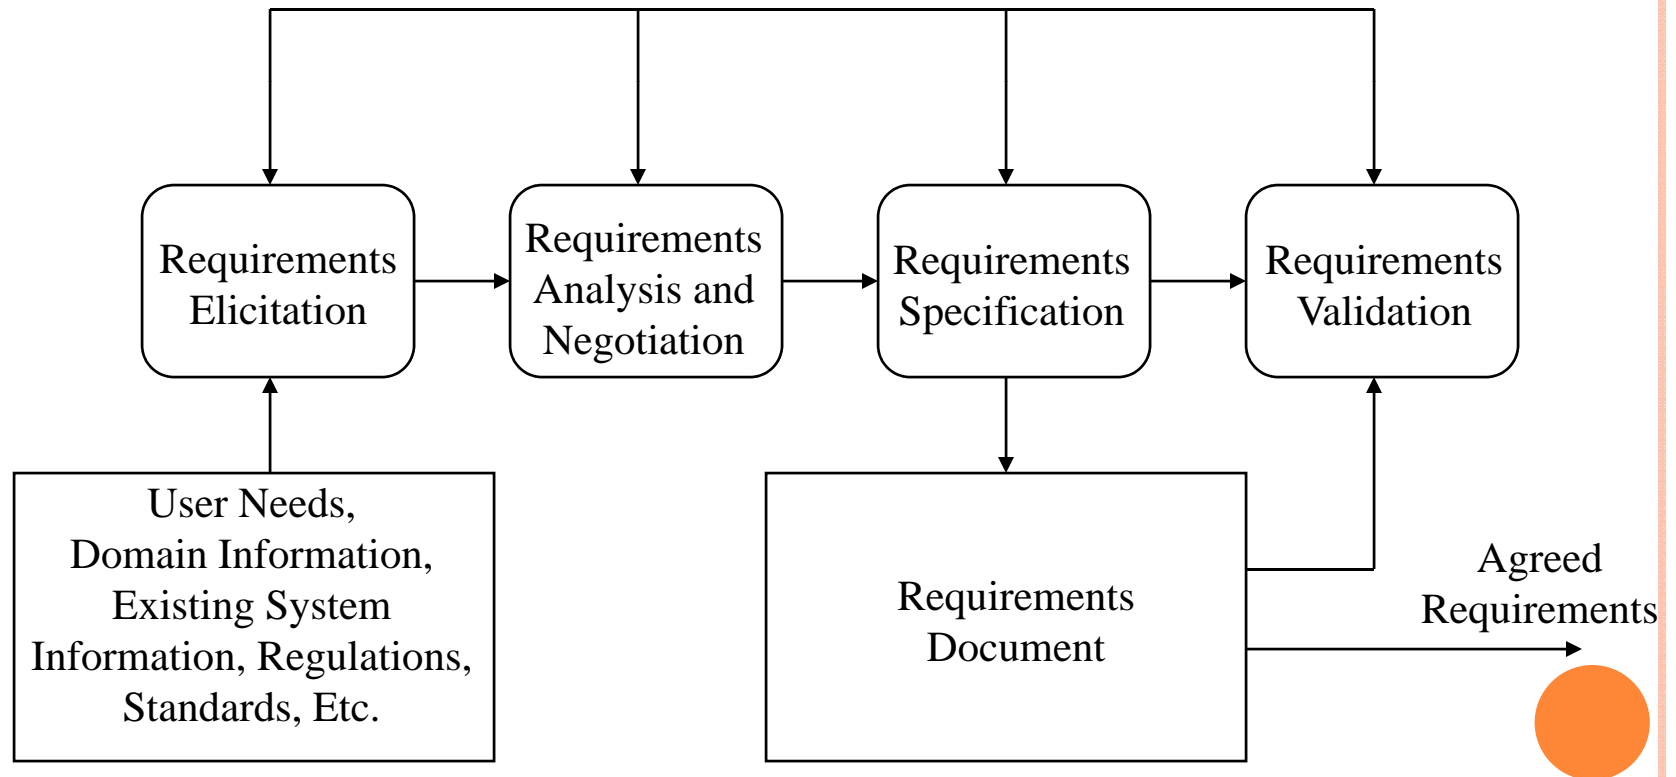 Requirements
Elicitation
Requirements
Analysis and
Negotiation
Requirements
Specification
Requirements
Validation
User Needs,
Domain Information,
Existing System
Information, Regulations,
Standards, Etc.
Requirements
Document
Agreed
Requirements